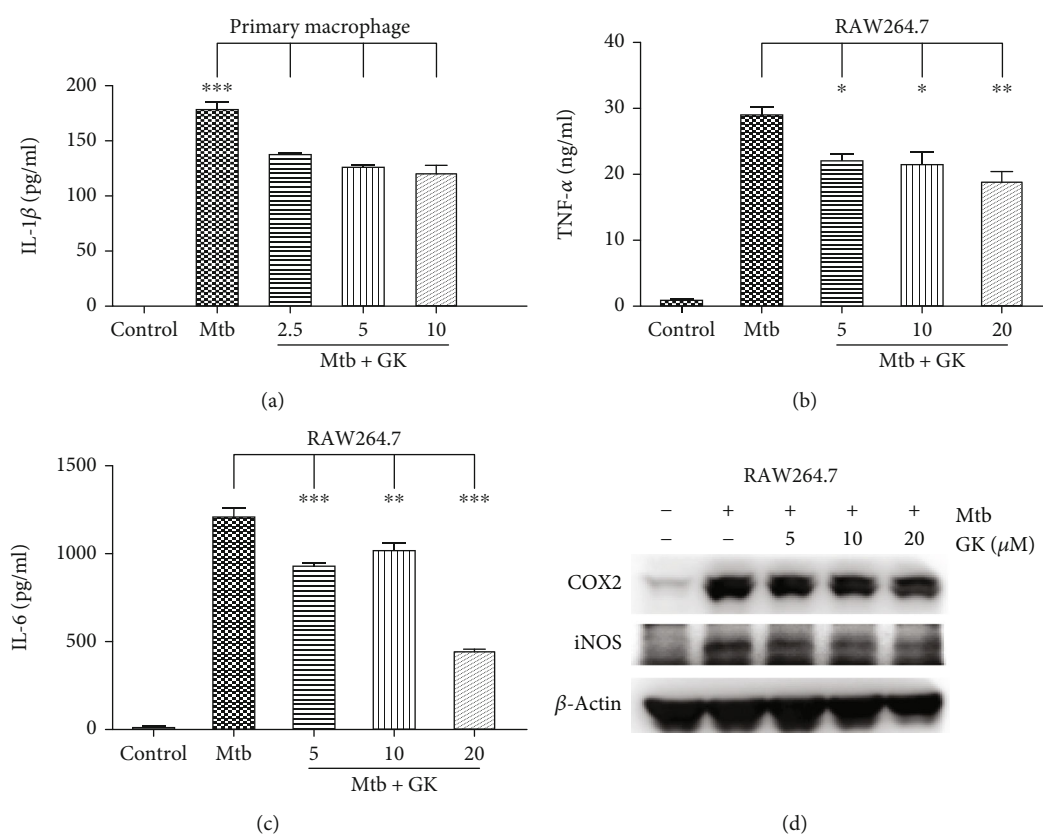 Primary macrophage
***
200
150
100
50
0
IL-1β (pg/ml)
Control Mtb 2.5 5 10
Mtb + GK
(a)
RAW264.7
* * **
40
30
20
10
0
TNF-α (ng/ml)
Control Mtb 5 10 20
Mtb + GK
(b)
RAW264.7
*** ** ***
1500
1000
500
0
IL-6 (pg/ml)
Control Mtb 5 10 20
Mtb + GK
(c)
RAW264.7
− + + + + Mtb
− − 5 10 20 GK (μM)
COX2
iNOS
β-Actin
(d)